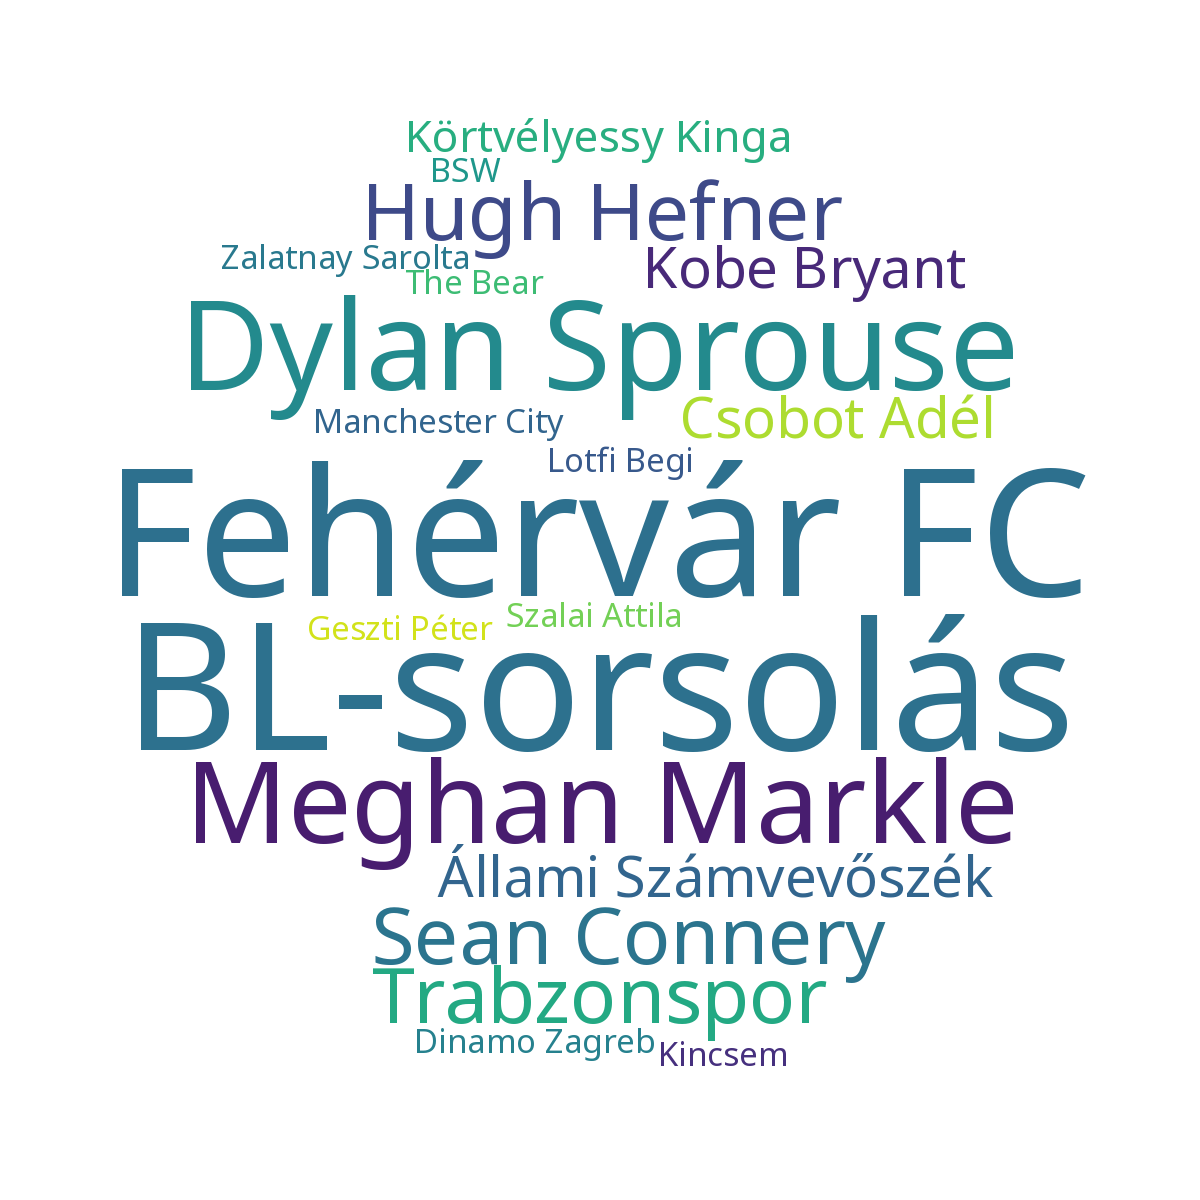 Körtvélyessy Kinga
BSW
Hugh Hefner
Zalatnay Sarolta
Kobe Bryant
The Bear
Dylan Sprouse
Manchester City
Csobot Adél
Lotfi Begi
Fehérvár FC
Geszti Péter
Szalai Attila
BL-sorsolás
Meghan Markle
Állami Számvevőszék
Sean Connery
Trabzonspor
Dinamo Zagreb
Kincsem